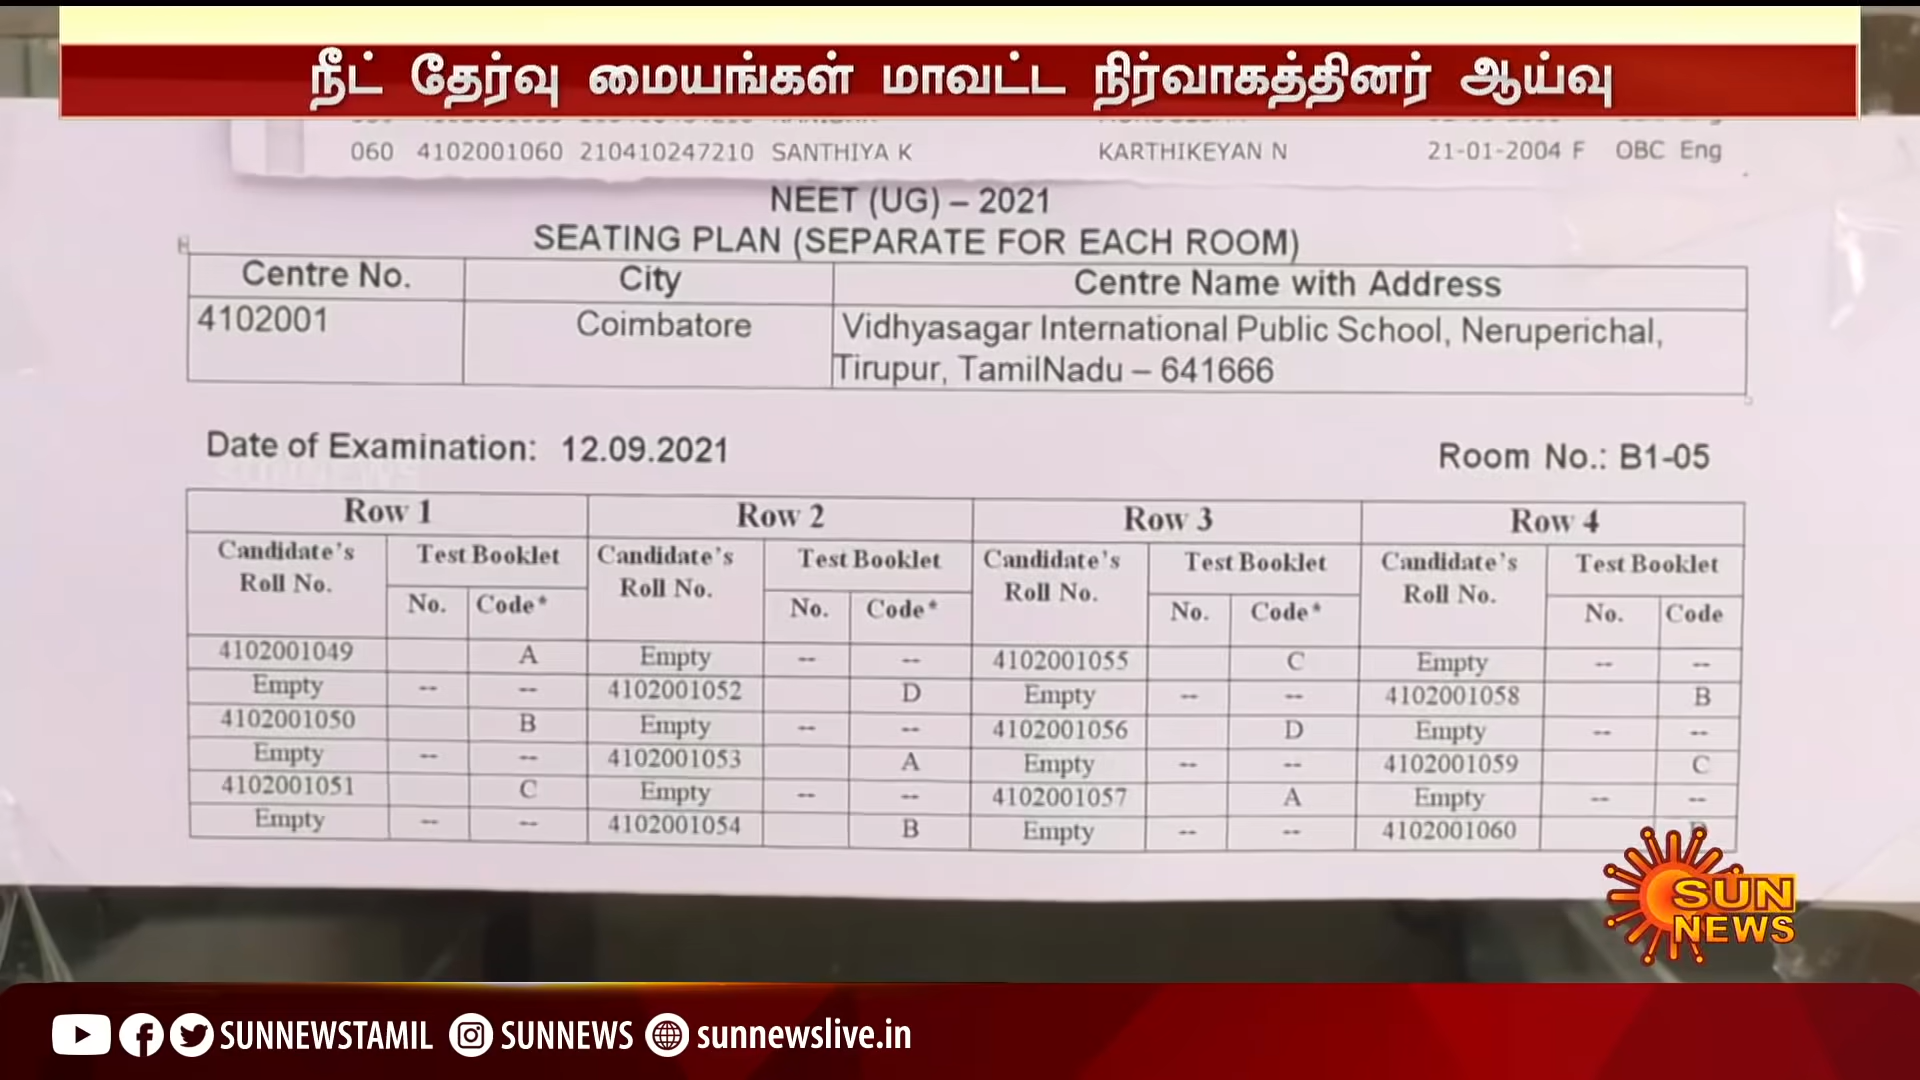 நீட் தேர்வு மையங்கள் மாவட்ட நிர்வாகத்தினர் ஆய்வு
060 4102001060 210410247210 SANTHIYA K KARTHIKEYAN N 21-01-2004 F OBC Eng
NEET (UG) – 2021
SEATING PLAN (SEPARATE FOR EACH ROOM)
Centre No. City Centre Name with Address
4102001 Coimbatore Vidhyasagar International Public School, Neruperichal,
Tirupur, TamilNadu – 641666
Date of Examination: 12.09.2021 Room No.: B1-05
Row 1 Row 2 Row 3 Row 4
Candidate's Test Booklet Candidate's Test Booklet Candidate's Test Booklet Candidate's Test Booklet
Roll No. Roll No. Roll No. Roll No.
No. Code* No. Code* No. Code* No. Code
4102001049 A Empty -- -- 4102001055 C Empty -- --
Empty -- -- 4102001052 D Empty -- -- 4102001058 B
4102001050 B Empty -- -- 4102001056 D Empty -- --
Empty -- -- 4102001053 A Empty -- -- 4102001059 C
4102001051 C Empty -- -- 4102001057 A Empty -- --
Empty -- -- 4102001054 B Empty -- -- 4102001060
SUN
NEWS
SUNNEWSTAMIL SUNNEWS sunnewslive.in